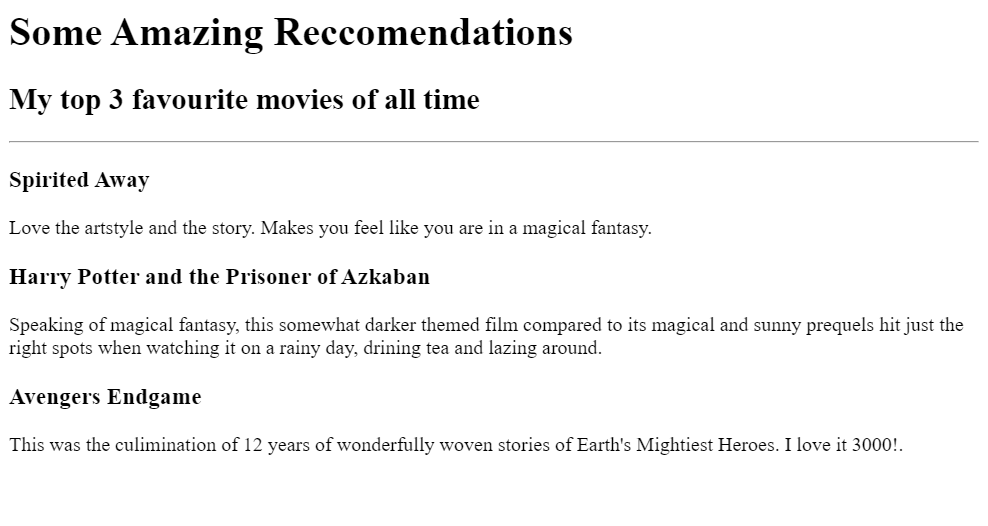 Some Amazing Reccomendations
My top 3 favourite movies of all time
Spirited Away
Love the artstyle and the story. Makes you feel like you are in a magical fantasy.
Harry Potter and the Prisoner of Azkaban
Speaking of magical fantasy, this somewhat darker themed film compared to its magical and sunny prequels hit just the
right spots when watching it on a rainy day, drining tea and lazing around.
Avengers Endgame
This was the culimination of 12 years of wonderfully woven stories of Earth's Mightiest Heroes. I love it 3000!.